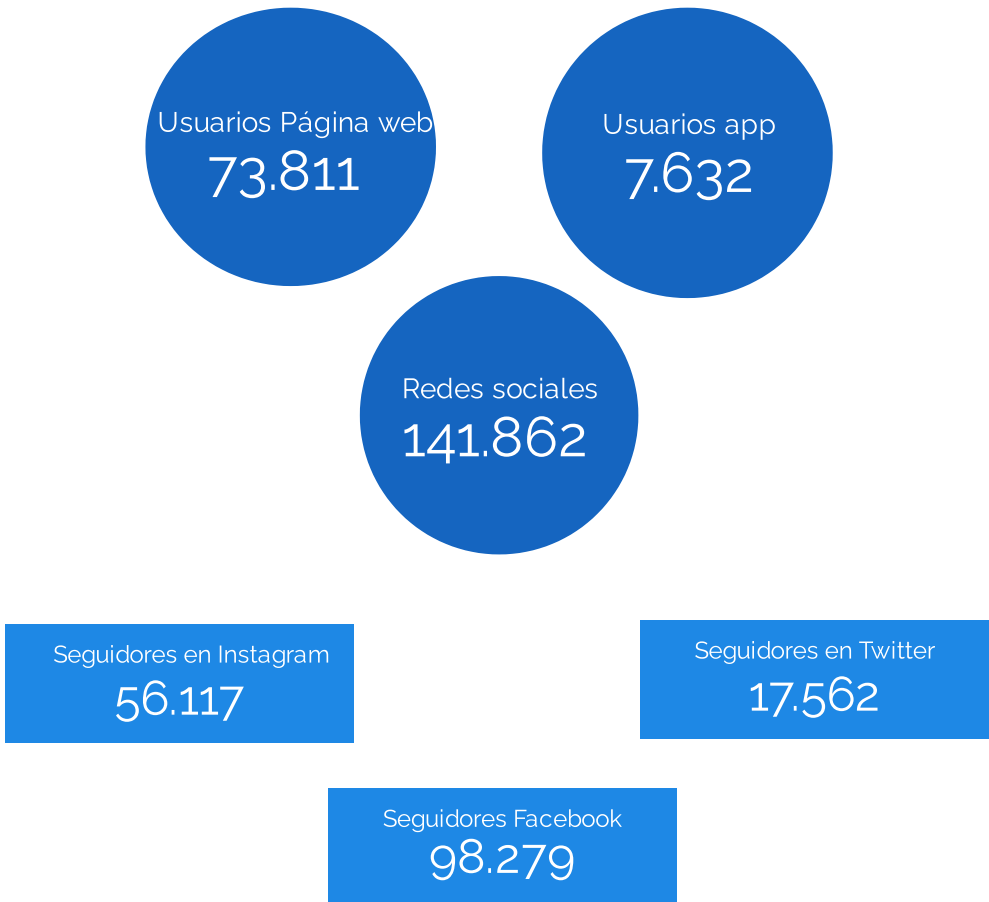 Usuarios Página web
73.811
Usuarios app
7.632
Redes sociales
141.862
Seguidores en Instagram
56.117
Seguidores en Twitter
17.562
Seguidores Facebook
98.279